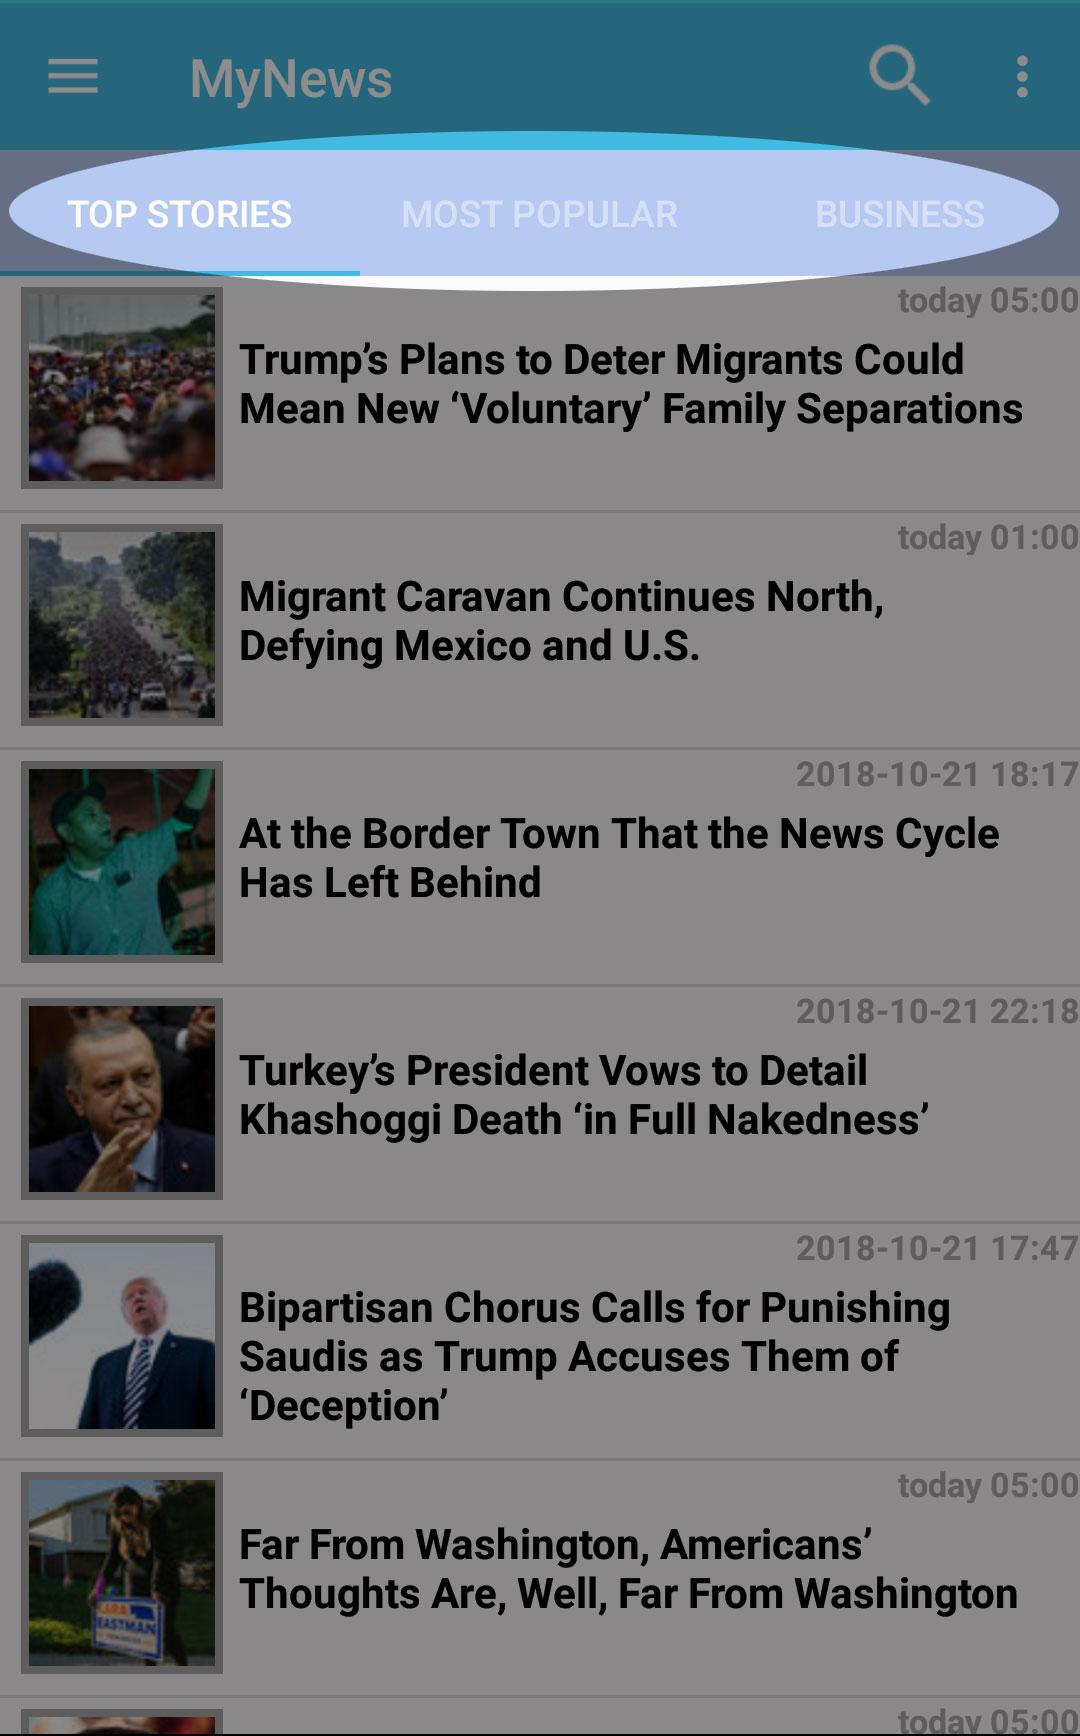 MyNews
TOP STORIES
MOST POPULAR
BUSINESS
today 05:00
Trump’s Plans to Deter Migrants Could
Mean New ‘Voluntary’ Family Separations
today 01:00
Migrant Caravan Continues North,
Defying Mexico and U.S.
2018-10-21 18:17
At the Border Town That the News Cycle
Has Left Behind
2018-10-21 22:18
Turkey’s President Vows to Detail
Khashoggi Death ‘in Full Nakedness’
2018-10-21 17:47
Bipartisan Chorus Calls for Punishing
Saudis as Trump Accuses Them of
‘Deception’
today 05:00
Far From Washington, Americans’
Thoughts Are, Well, Far From Washington
EASTMAN
today 05:00